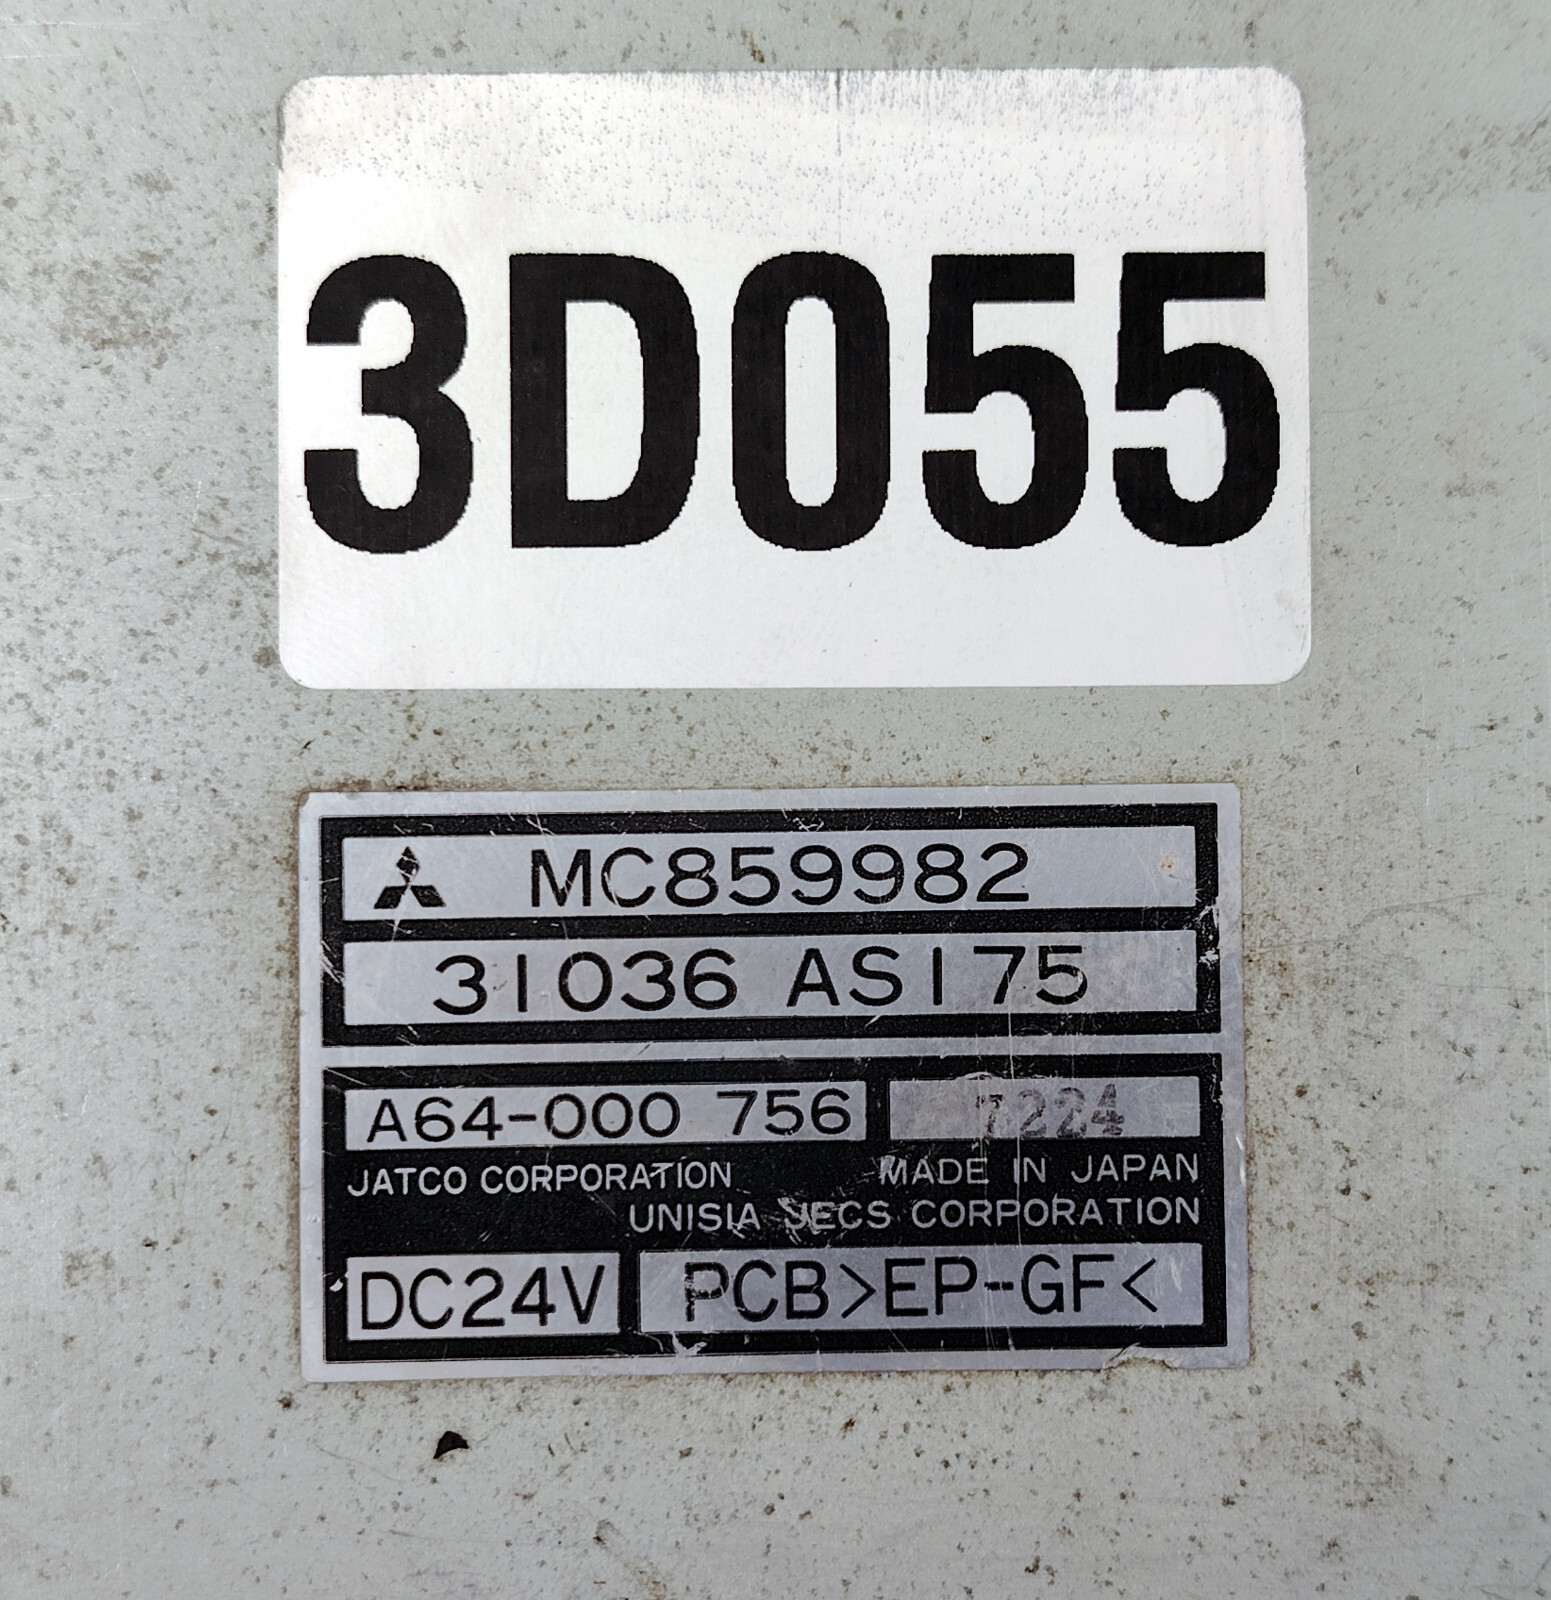 3D055
MC859982
31036 AS175
A64-000 756 7224
JATCO CORPORATION MADE IN JAPAN
UNISIA JECS CORPORATION
DC24V PCB>EP-GF<